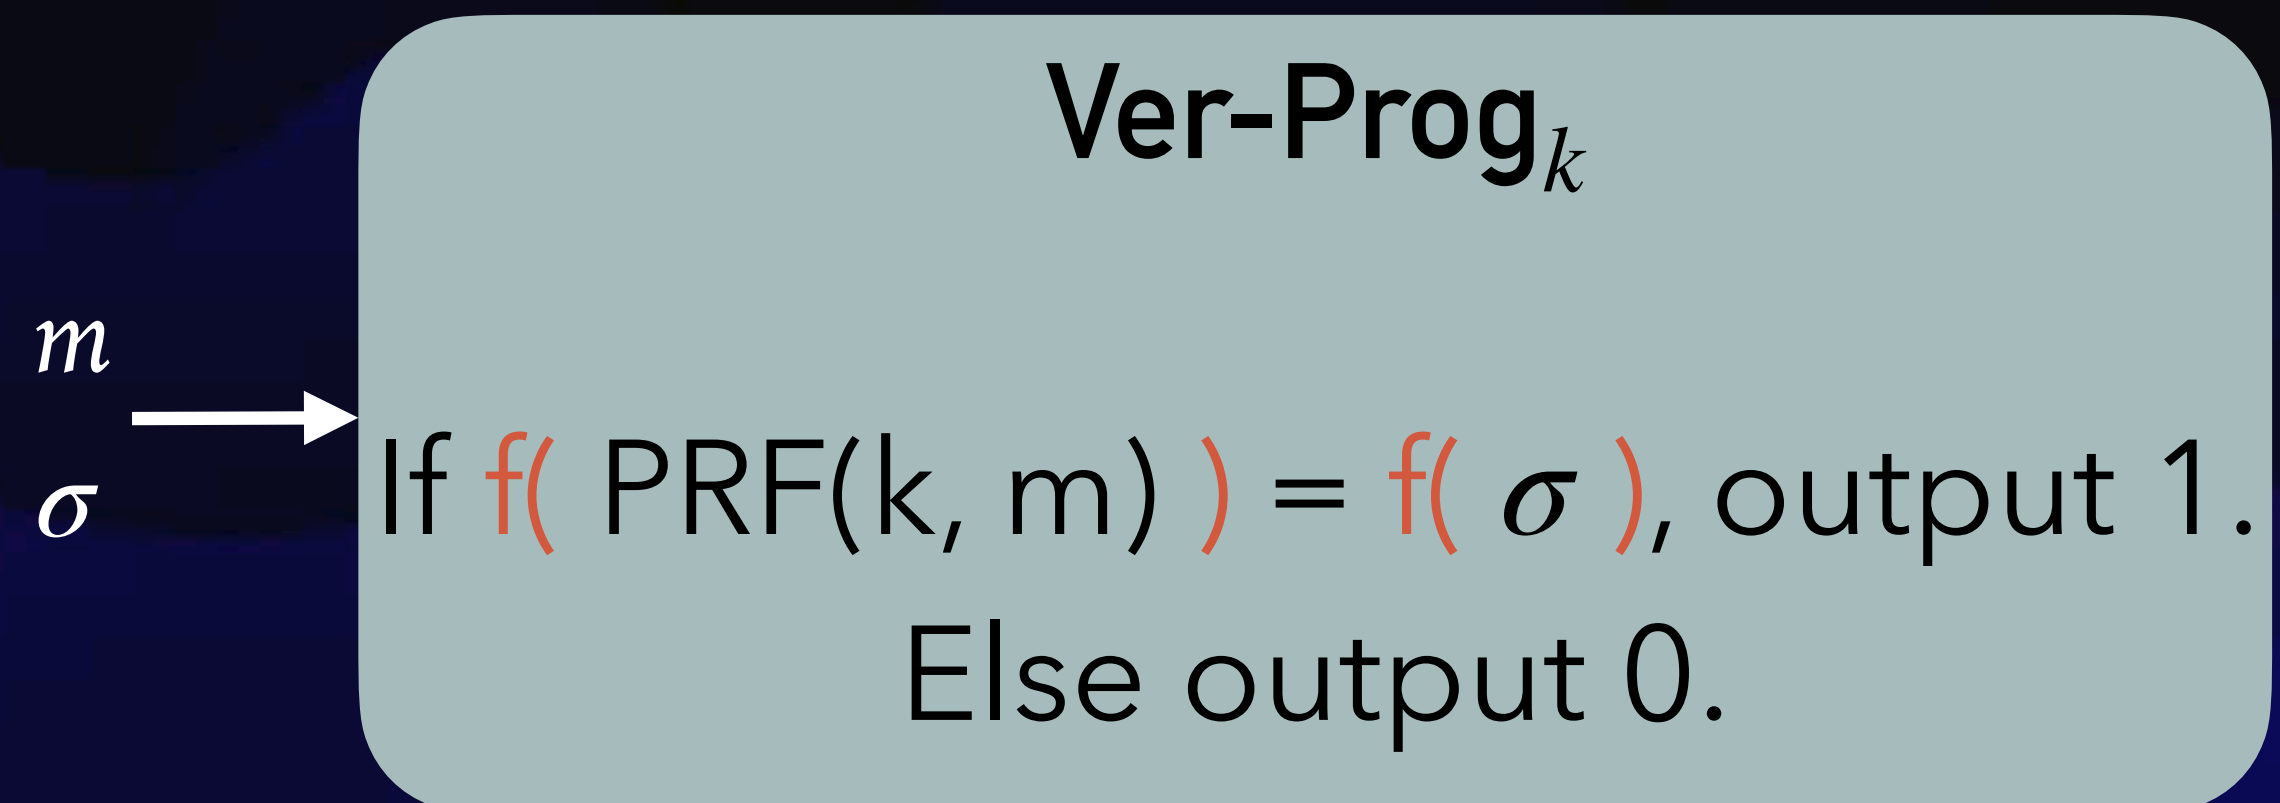 Ver-Prog_k
m
σ
If f( PRF(k, m) ) = f( σ ), output 1.
Else output 0.